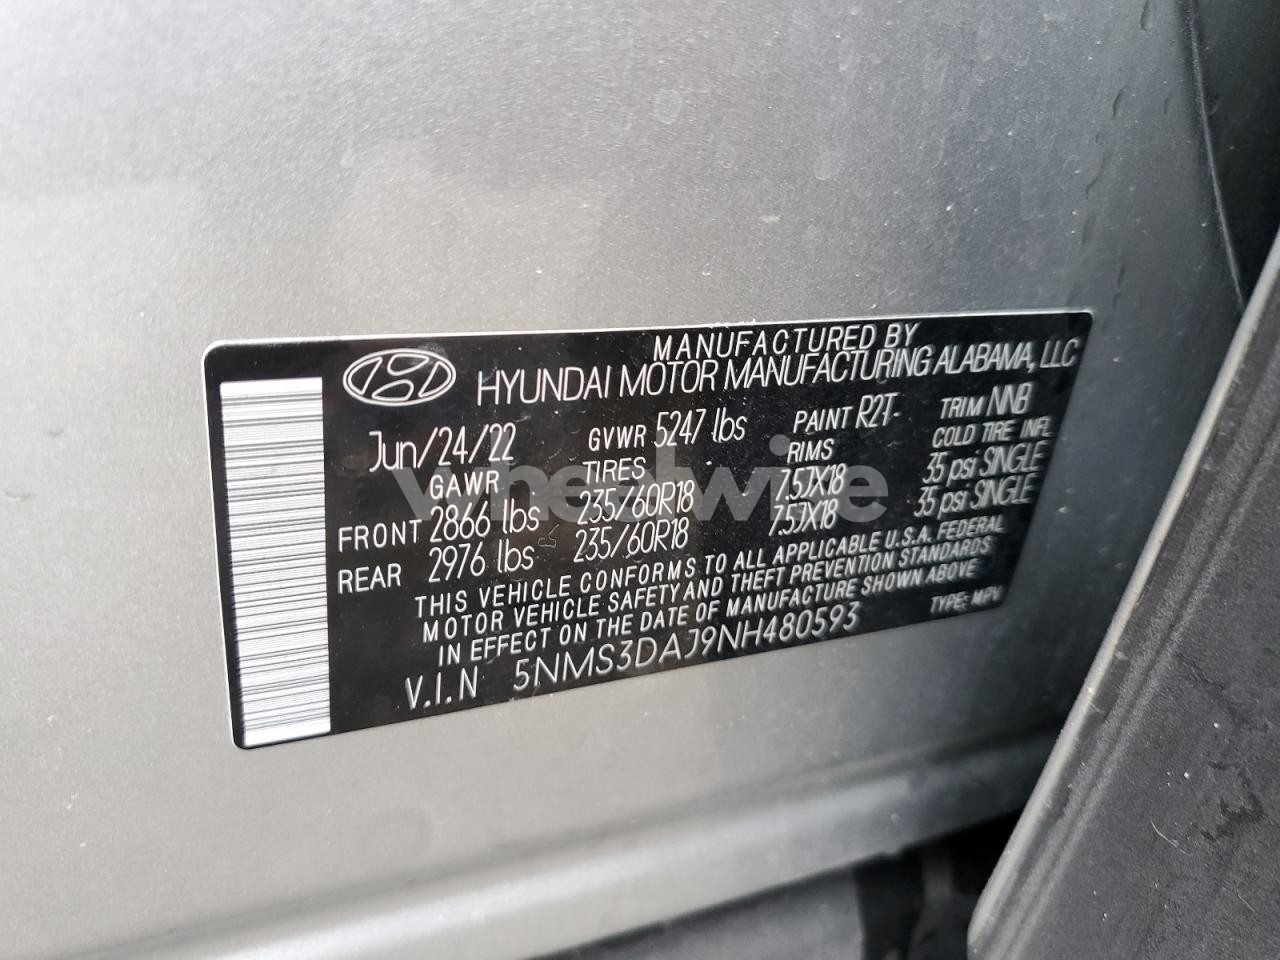 MANUFACTURED BY
HYUNDAI MOTOR MANUFACTURING ALABAMA, LLC
Jun/24/22 GVWR 5247 lbs PAINT R2T- TRIM NNB
GAWR TIRES RIMS COLD TIRE INFL
FRONT 2866 lbs 235/60R18 7.5JX18 35 psi SINGLE
REAR 2976 lbs 235/60R18 7.5JX18 35 psi SINGLE
THIS VEHICLE CONFORMS TO ALL APPLICABLE U.S.A. FEDERAL
MOTOR VEHICLE SAFETY AND THEFT PREVENTION STANDARDS
IN EFFECT ON THE DATE OF MANUFACTURE SHOWN ABOVE
V.I.N 5NMS3DAJ9NH480593 TYPE: MPV
wheelwire